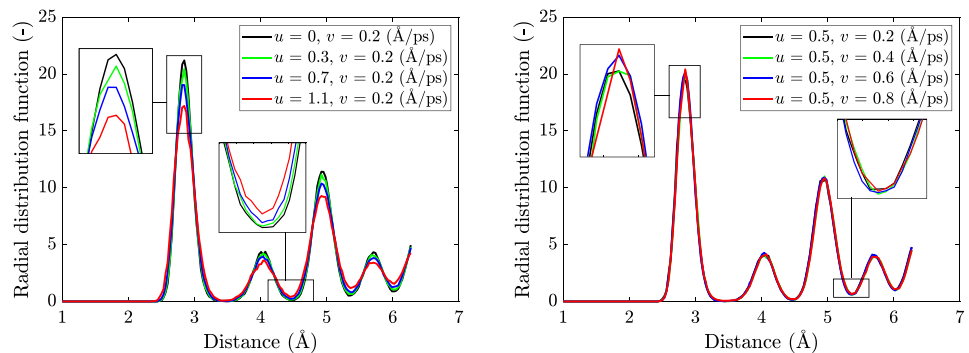 25
20
15
10
5
0
Radial distribution function (-)
u = 0, v = 0.2 (Å/ps)
u = 0.3, v = 0.2 (Å/ps)
u = 0.7, v = 0.2 (Å/ps)
u = 1.1, v = 0.2 (Å/ps)
1 2 3 4 5 6 7
Distance (Å)
25
20
15
10
5
0
Radial distribution function (-)
u = 0.5, v = 0.2 (Å/ps)
u = 0.5, v = 0.4 (Å/ps)
u = 0.5, v = 0.6 (Å/ps)
u = 0.5, v = 0.8 (Å/ps)
1 2 3 4 5 6 7
Distance (Å)